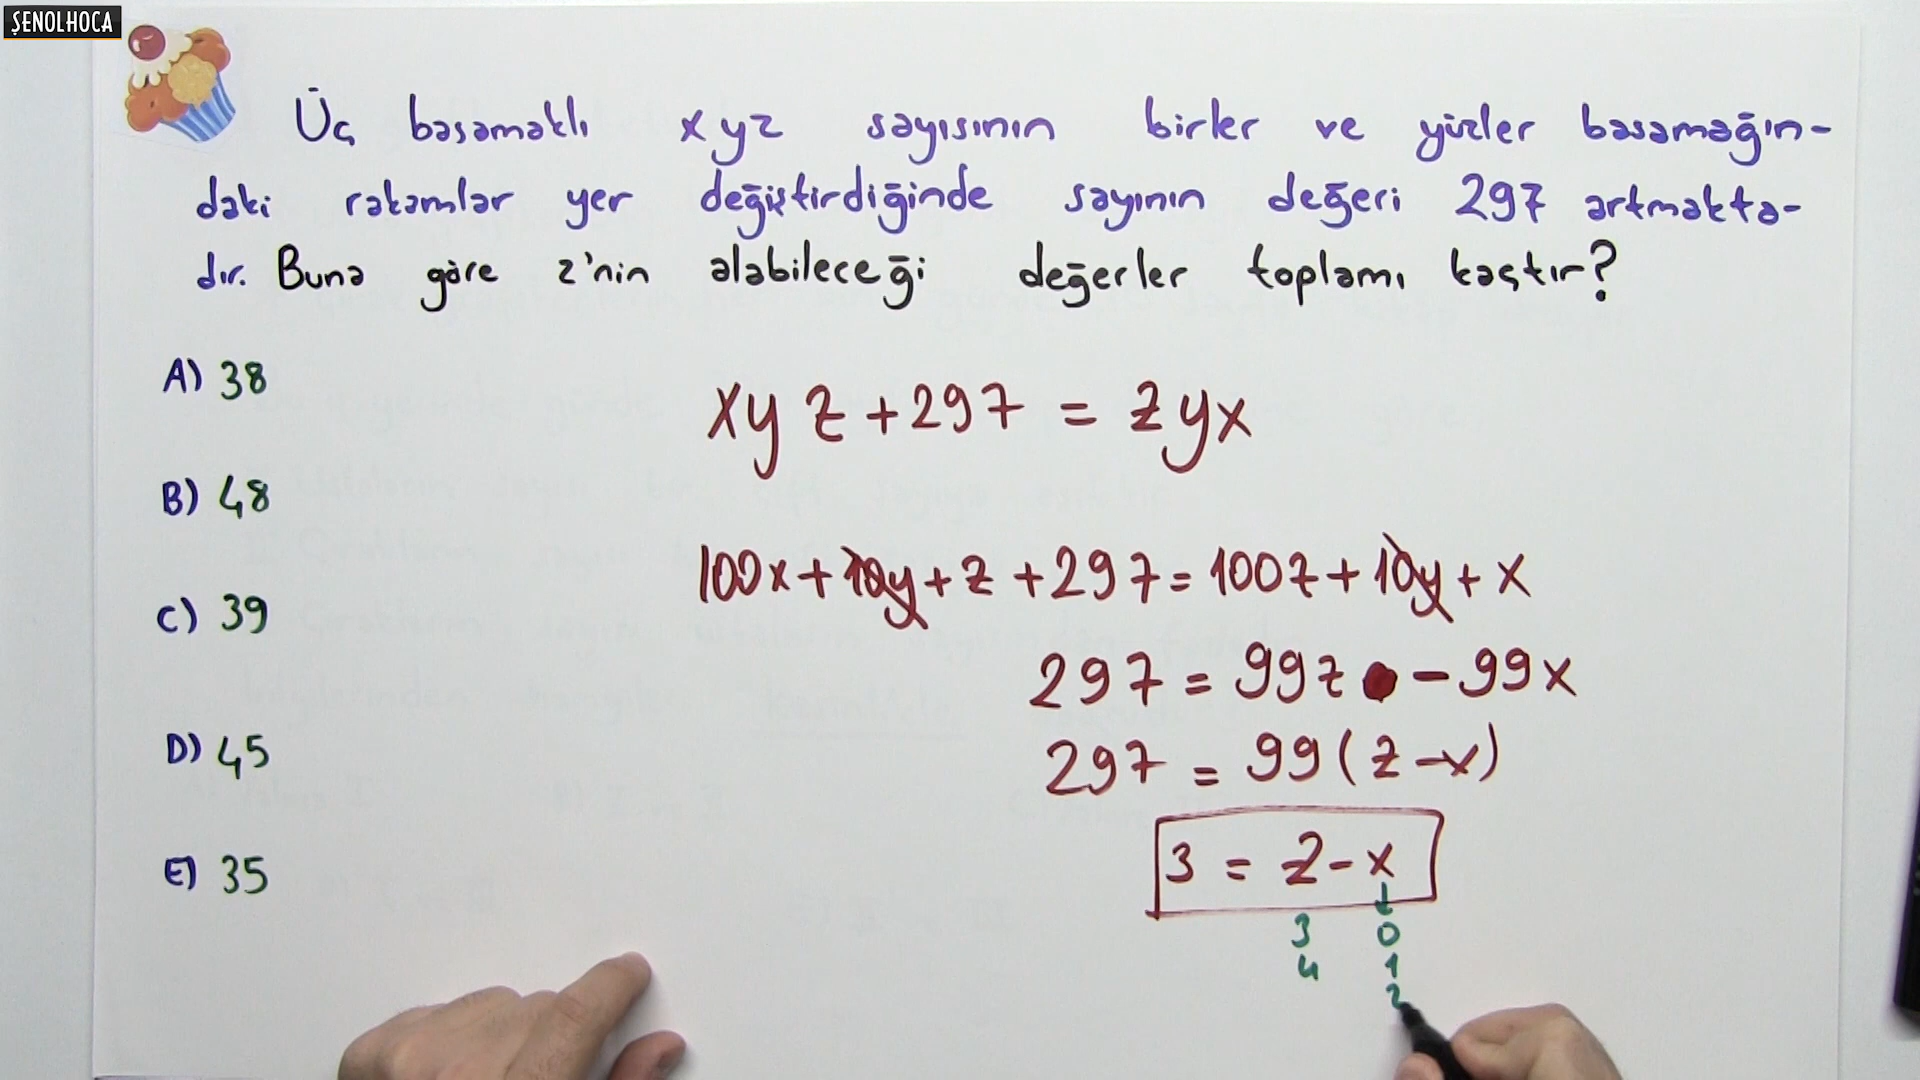 ŞENOLHOCA
Üç basamaklı xyz sayısının birler ve yüzler basamağın-
daki rakamlar yer değiştirdiğinde sayının değeri 297 artmakta-
dır. Buna göre z'nin alabileceği değerler toplamı kaçtır?
A) 38
B) 48
C) 39
D) 45
E) 35
xyz + 297 = zyx
100x + 10y + z + 297 = 100z + 10y + x
297 = 99z - 99x
297 = 99(z-x)
3 = z - x
3 0
4 1
2